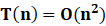 T(n) = O(n²)